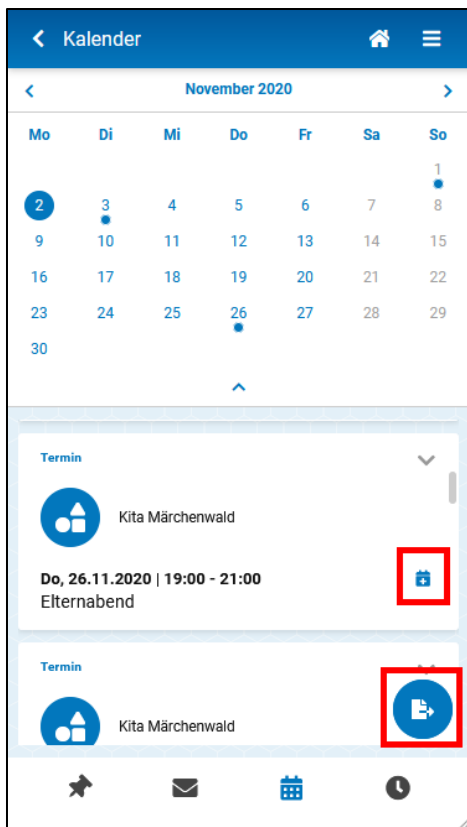 Kalender
November 2020
Mo Di Mi Do Fr Sa So
1
2 3 4 5 6 7 8
9 10 11 12 13 14 15
16 17 18 19 20 21 22
23 24 25 26 27 28 29
30
Termin
Kita Märchenwald
Do, 26.11.2020 | 19:00 - 21:00
Elternabend
Termin
Kita Märchenwald